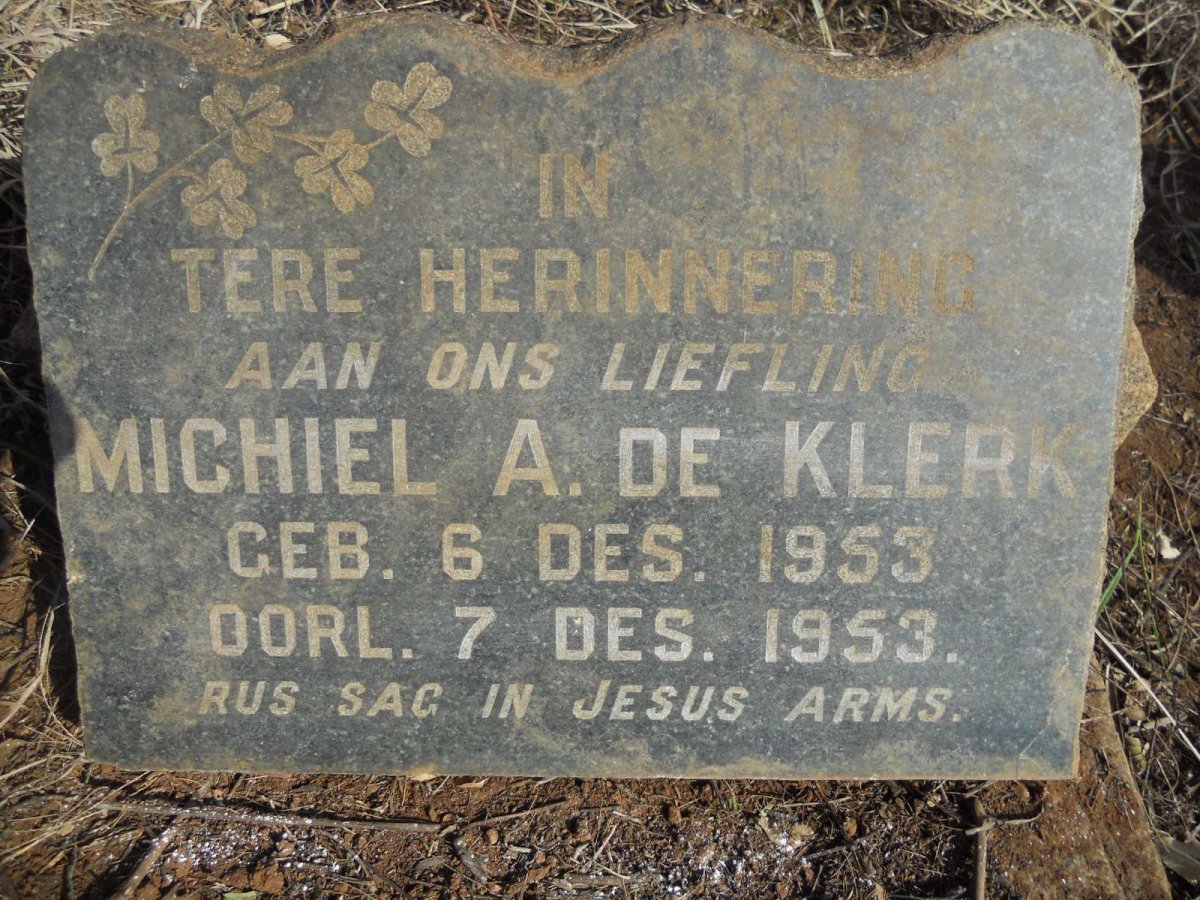 IN
TERE HERINNERING
AAN ONS LIEFLING
MICHIEL A. DE KLERK
GEB. 6 DES. 1953
OORL. 7 DES. 1953.
RUS SAG IN JESUS ARMS.